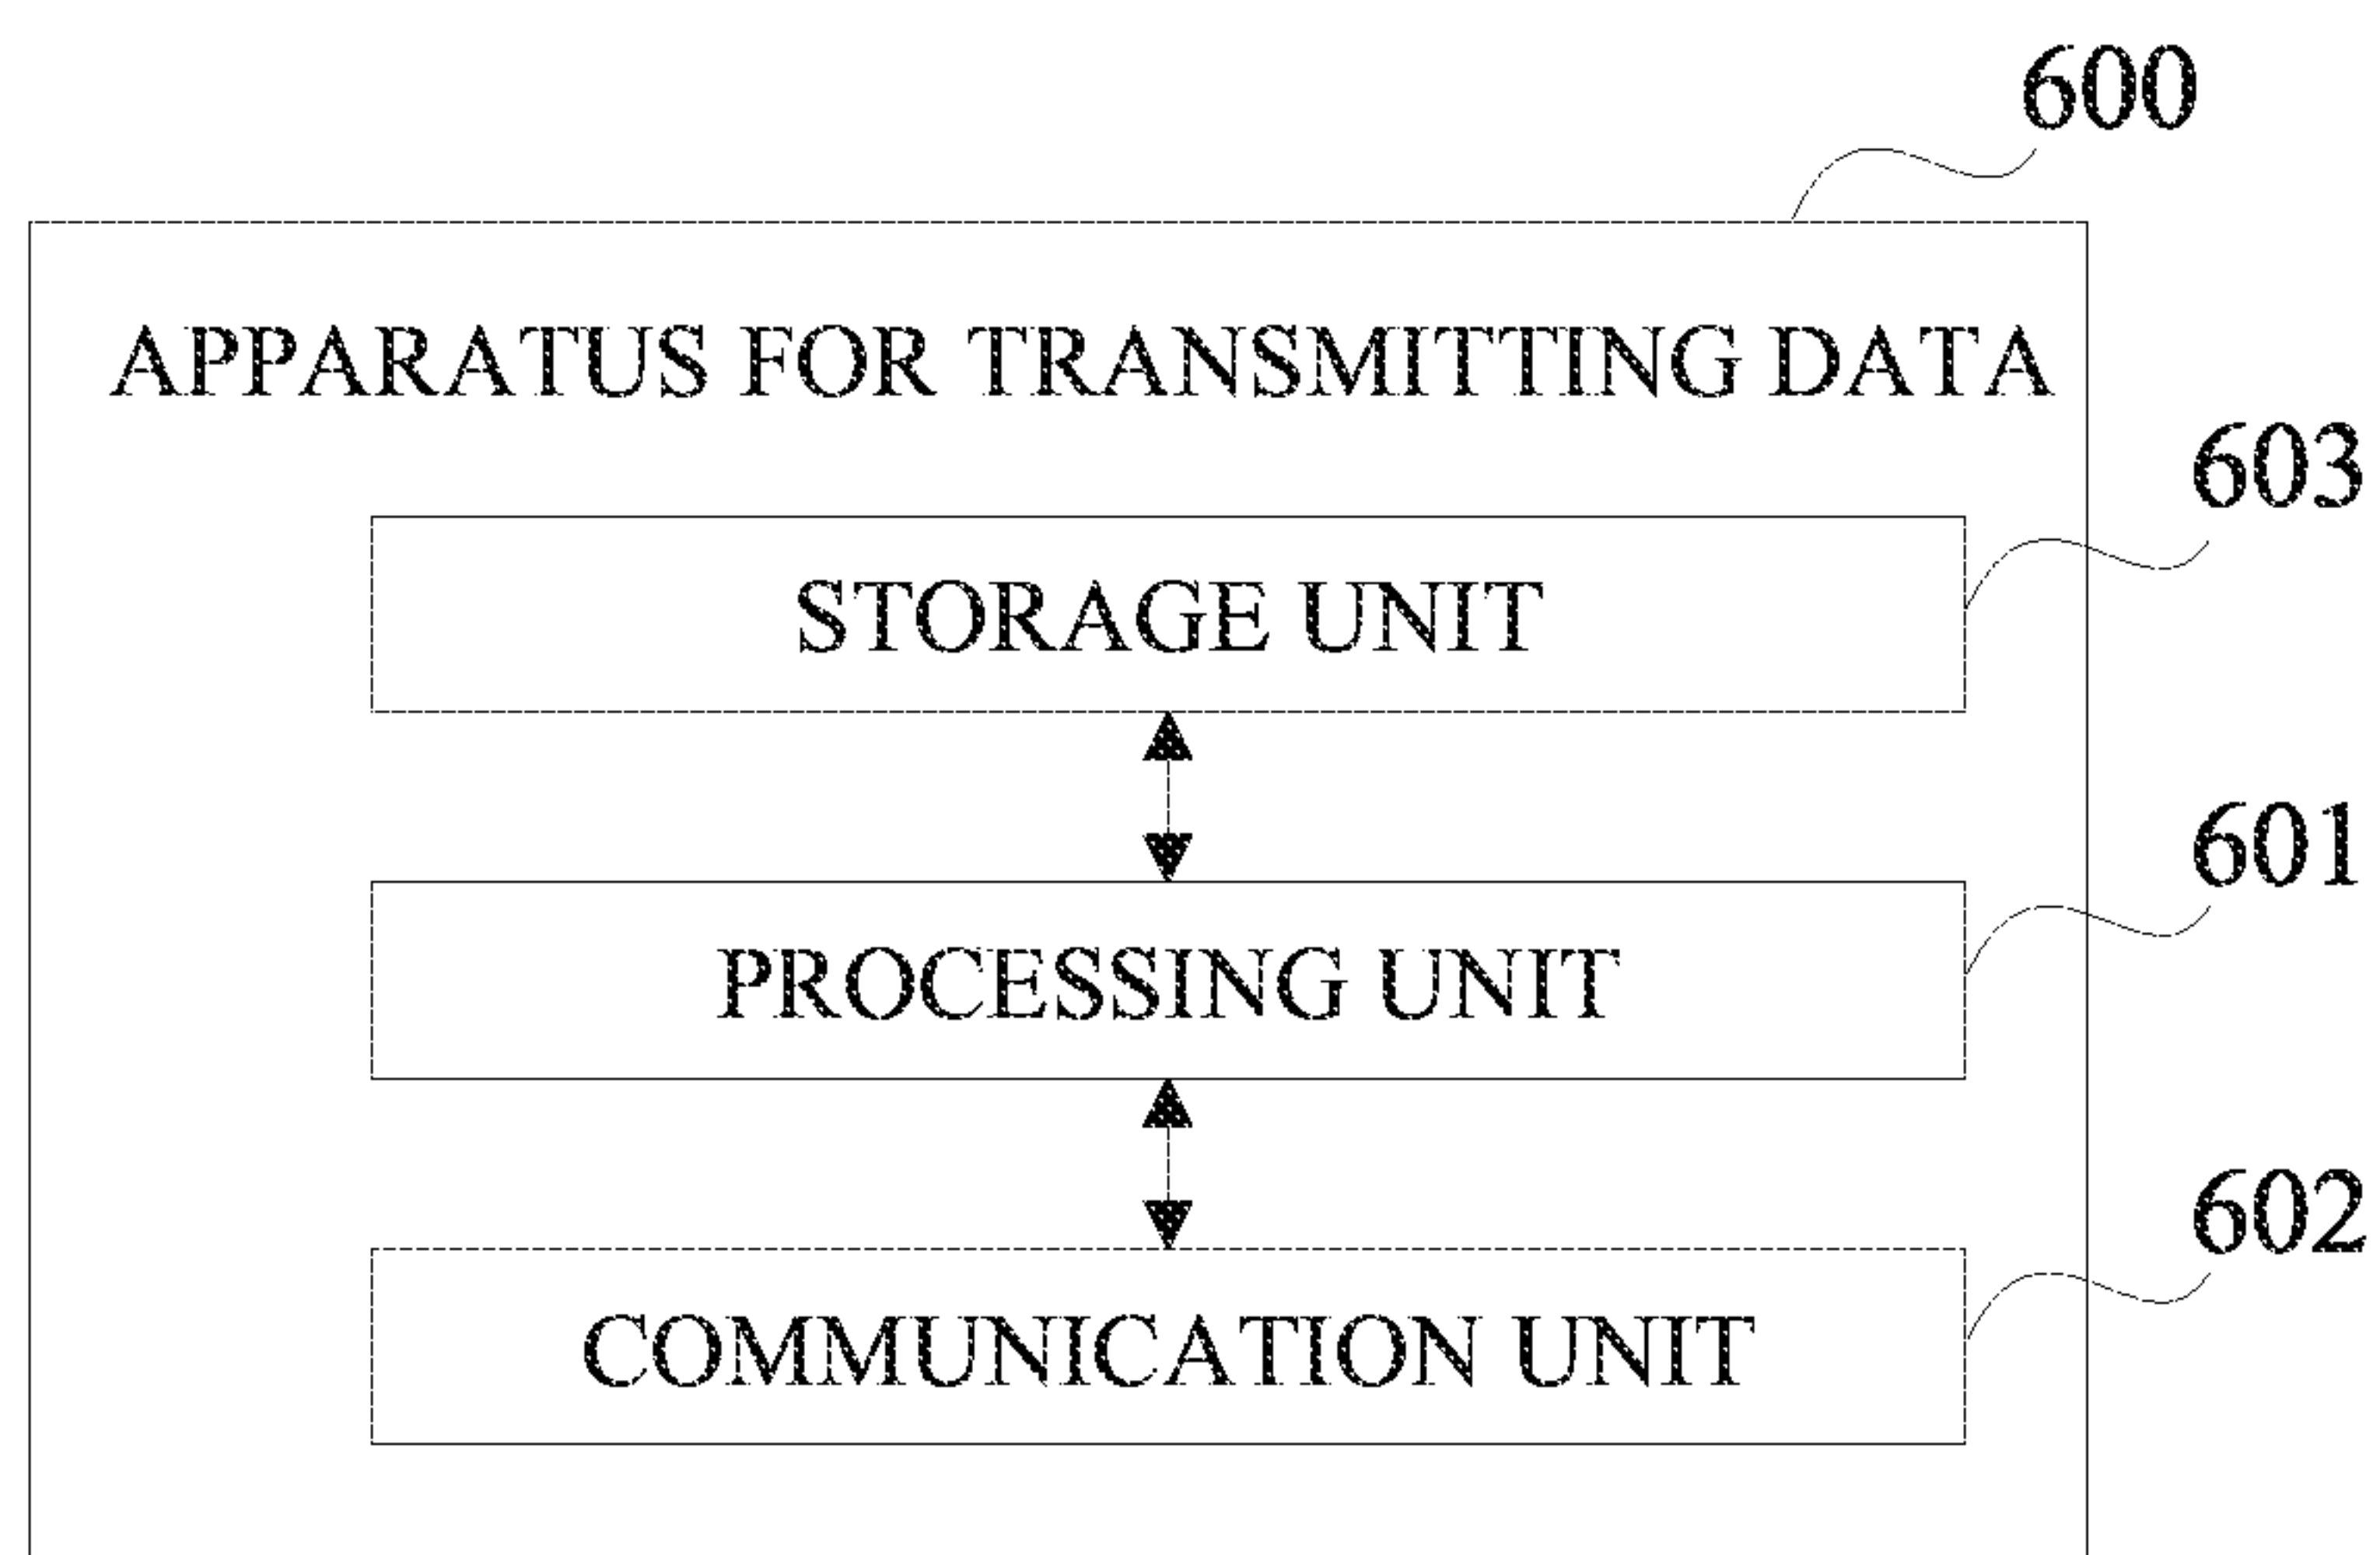 600
APPARATUS FOR TRANSMITTING DATA
603
STORAGE UNIT
601
PROCESSING UNIT
602
COMMUNICATION UNIT